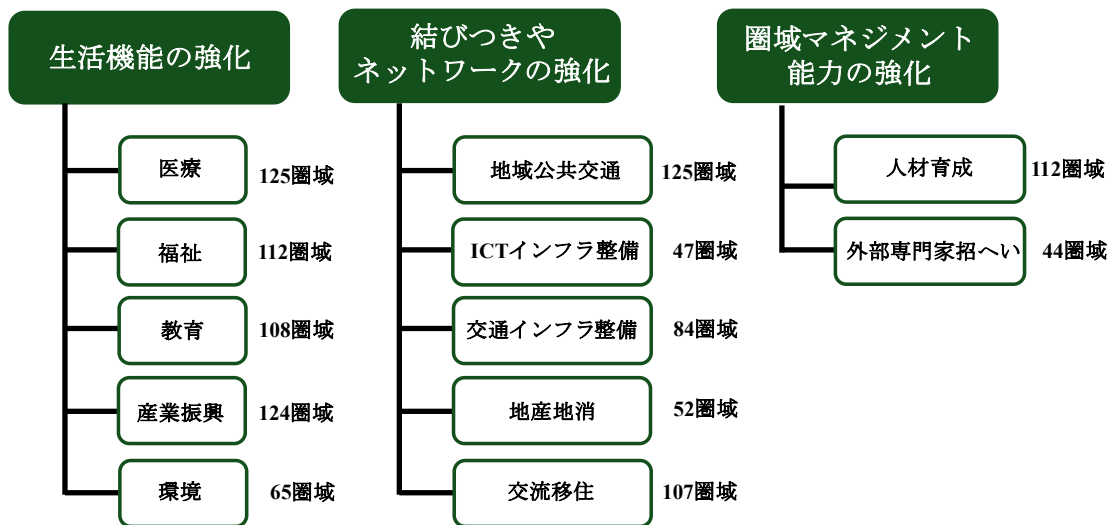 生活機能の強化
医療
125圏域
福祉
112圏域
教育
108圏域
産業振興
124圏域
環境
65圏域
結びつきや
ネットワークの強化
地域公共交通
125圏域
ICTインフラ整備
47圏域
交通インフラ整備
84圏域
地産地消
52圏域
交流移住
107圏域
圏域マネジメント
能力の強化
人材育成
112圏域
外部専門家招へい
44圏域